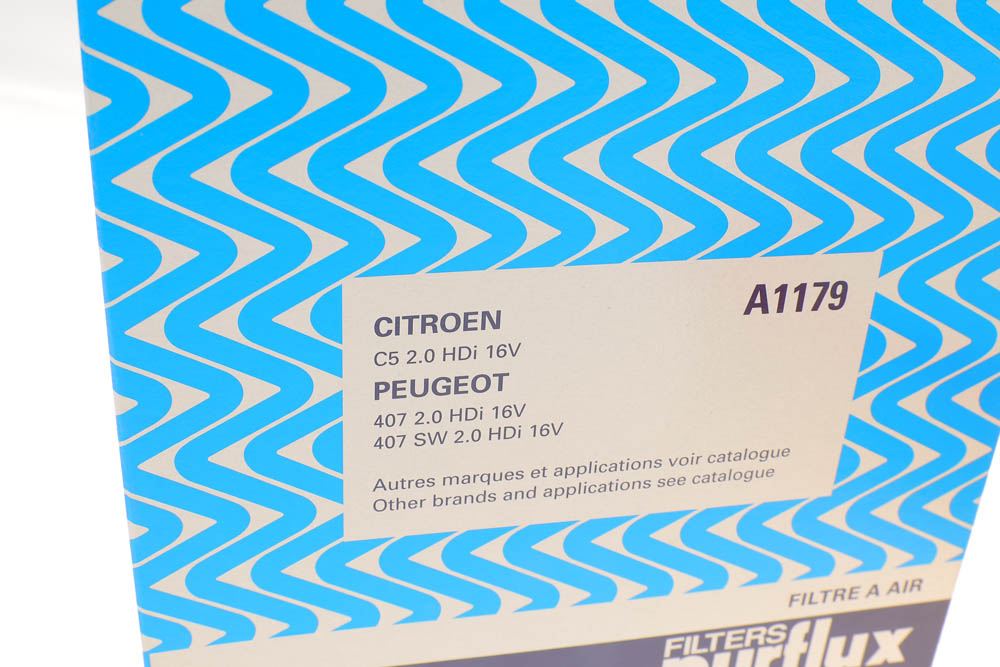 A1179
CITROEN
C5 2.0 HDi 16V
PEUGEOT
407 2.0 HDi 16V
407 SW 2.0 HDi 16V
Autres marques et applications voir catalogue
Other brands and applications see catalogue
FILTRE A AIR
FILTERS
purflux